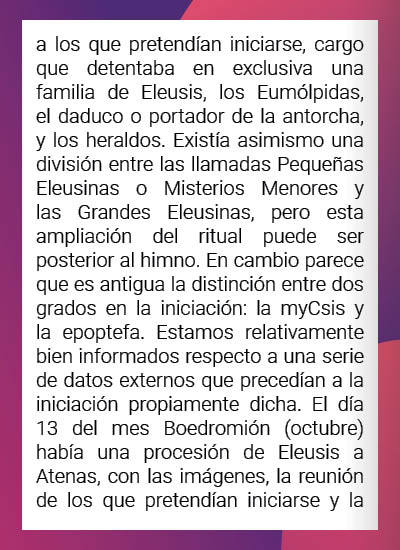 a los que pretendían iniciarse, cargo
que detentaba en exclusiva una
familia de Eleusis, los Eumólpidas,
el daduco o portador de la antorcha,
y los heraldos. Existía asimismo una
división entre las llamadas Pequeñas
Eleusinas o Misterios Menores y
las Grandes Eleusinas, pero esta
ampliación del ritual puede ser
posterior al himno. En cambio parece
que es antigua la distinción entre dos
grados en la iniciación: la myCsis y
la epoptefa. Estamos relativamente
bien informados respecto a una serie
de datos externos que precedían a la
iniciación propiamente dicha. El día
13 del mes Boedromión (octubre)
había una procesión de Eleusis a
Atenas, con las imágenes, la reunión
de los que pretendían iniciarse y la